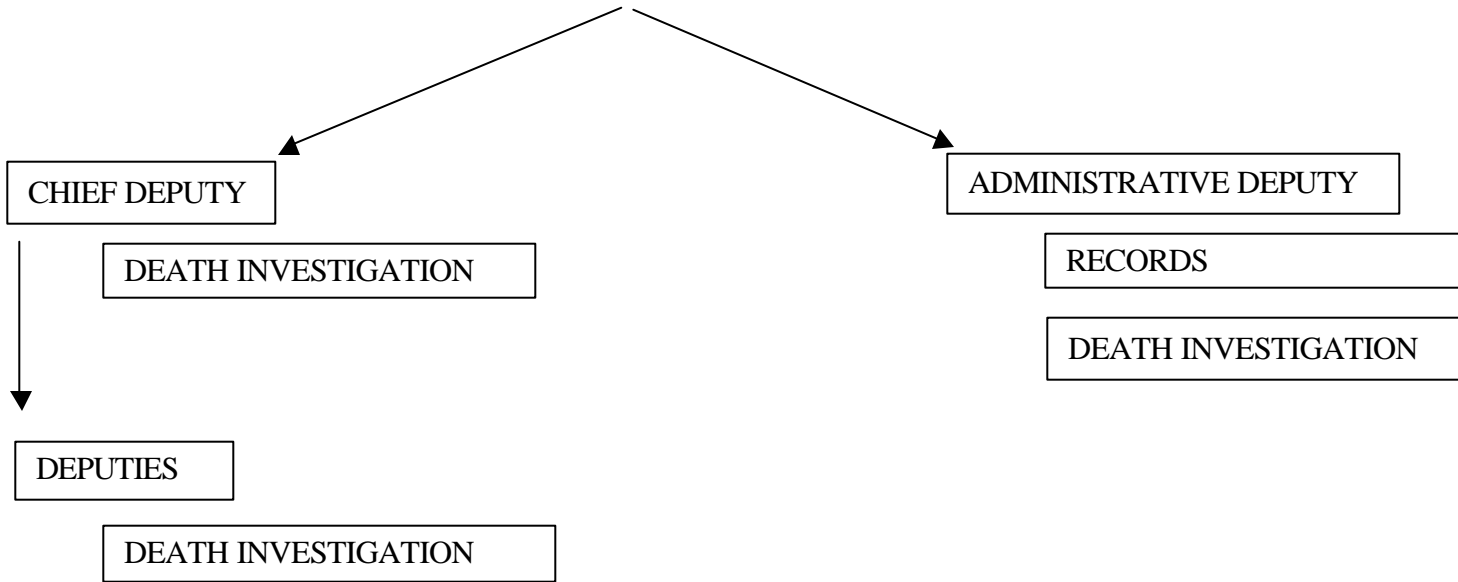 CHIEF DEPUTY
DEATH INVESTIGATION
DEPUTIES
DEATH INVESTIGATION
ADMINISTRATIVE DEPUTY
RECORDS
DEATH INVESTIGATION